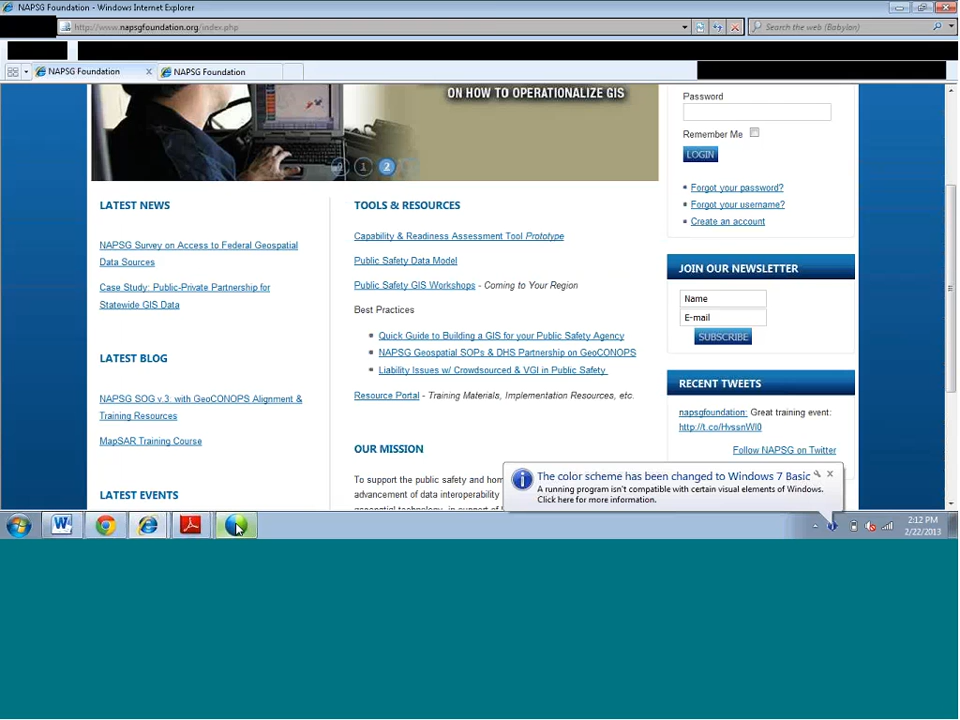 NAPSG Foundation - Windows Internet Explorer
http://www.napsgfoundation.org/index.php
Search the web (Babylon)
NAPSG Foundation
NAPSG Foundation
ON HOW TO OPERATIONALIZE GIS
1
2
Password
Remember Me
LOGIN
Forgot your password?
Forgot your username?
Create an account
LATEST NEWS
NAPSG Survey on Access to Federal Geospatial
Data Sources
Case Study: Public-Private Partnership for
Statewide GIS Data
LATEST BLOG
NAPSG SOG v.3: with GeoCONOPS Alignment &
Training Resources
MapSAR Training Course
LATEST EVENTS
TOOLS & RESOURCES
Capability & Readiness Assessment Tool Prototype
Public Safety Data Model
Public Safety GIS Workshops - Coming to Your Region
Best Practices
Quick Guide to Building a GIS for your Public Safety Agency
NAPSG Geospatial SOPs & DHS Partnership on GeoCONOPS
Liability Issues w/ Crowdsourced & VGI in Public Safety
Resource Portal - Training Materials, Implementation Resources, etc.
OUR MISSION
To support the public safety and hom
advancement of data interoperability
JOIN OUR NEWSLETTER
Name
E-mail
SUBSCRIBE
RECENT TWEETS
napsgfoundation: Great training event:
http://t.co/HvssnWl0
Follow NAPSG on Twitter
The color scheme has been changed to Windows 7 Basic
A running program isn't compatible with certain visual elements of Windows.
Click here for more information.
2:12 PM
2/22/2013